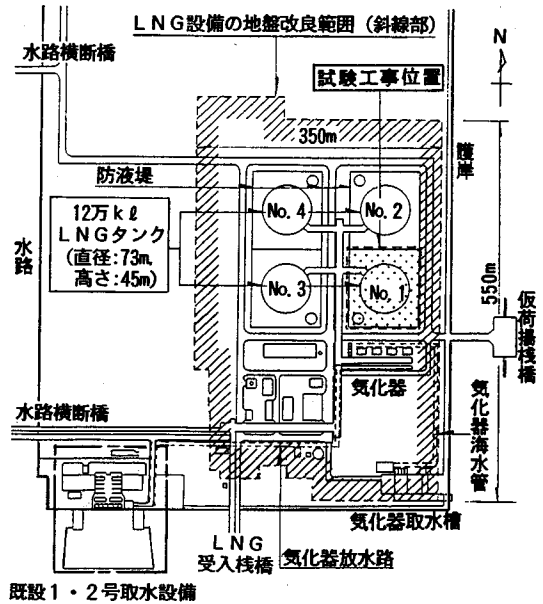 LNG設備の地盤改良範囲（斜線部）
水路横断橋
N
試験工事位置
350m
護岸
防液堤
12万kℓ
LNGタンク
(直径:73m,
高さ:45m)
No.4
No.2
水路
No.3
No.1
550m
仮荷揚桟橋
気化器
水路横断橋
気化器海水管
気化器取水槽
LNG
受入桟橋
気化器放水路
既設1・2号取水設備